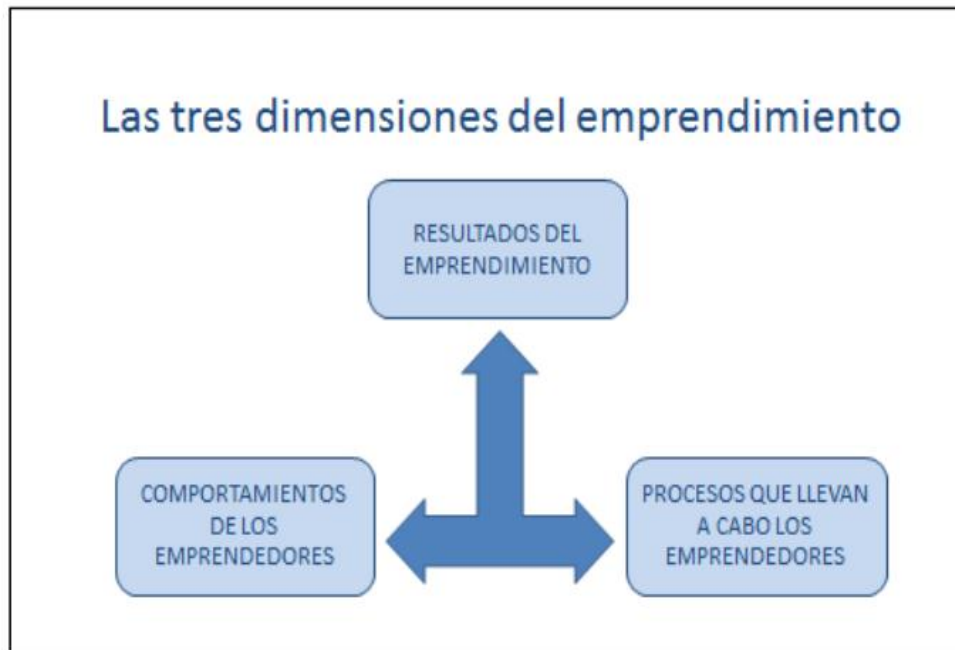 Las tres dimensiones del emprendimiento
RESULTADOS DEL
EMPRENDIMIENTO
COMPORTAMIENTOS
DE LOS
EMPRENDEDORES
PROCESOS QUE LLEVAN
A CABO LOS
EMPRENDEDORES